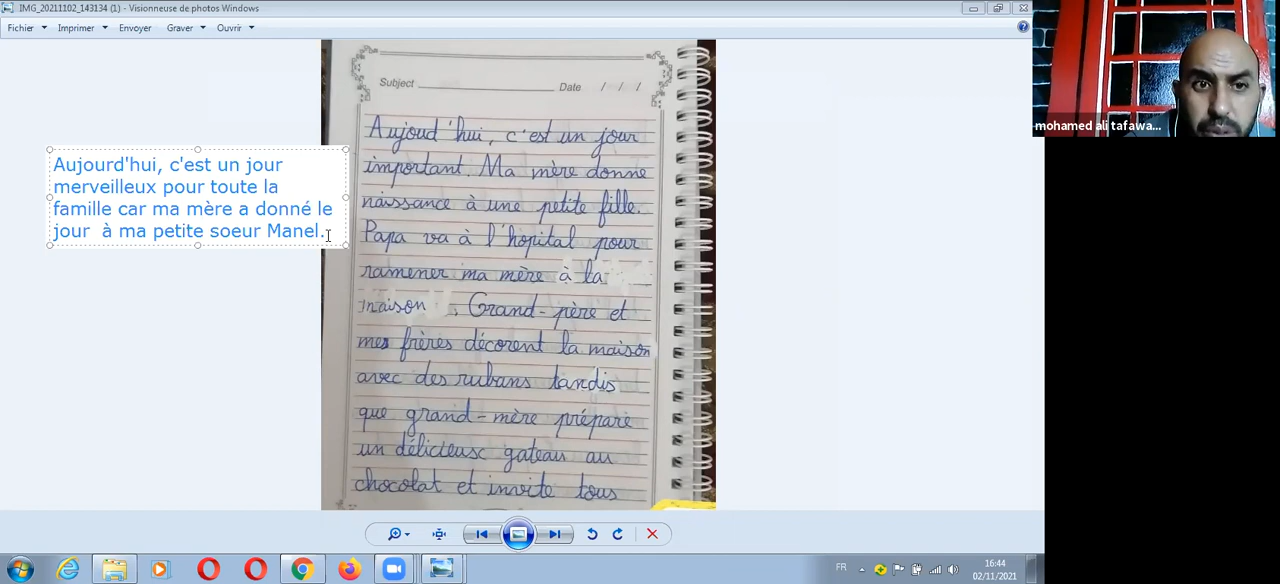 IMG_20211102_143134 (1) - Visionneuse de photos Windows
Fichier Imprimer Envoyer Graver Ouvrir
Subject Date / / /
Aujoud'hui, c'est un jour
important. Ma mère donne
naissance à une petite fille.
Papa va à l'hôpital pour
ramener ma mère à la
maison . Grand-père et
mes frères décorent la maison
avec des rubans tandis
que grand-mère prépare
un délicieux gateau au
chocolat et invite tous
Aujourd'hui, c'est un jour
merveilleux pour toute la
famille car ma mère a donné le
jour à ma petite soeur Manel.
mohamed ali tafawa...
FR
16:44
02/11/2021